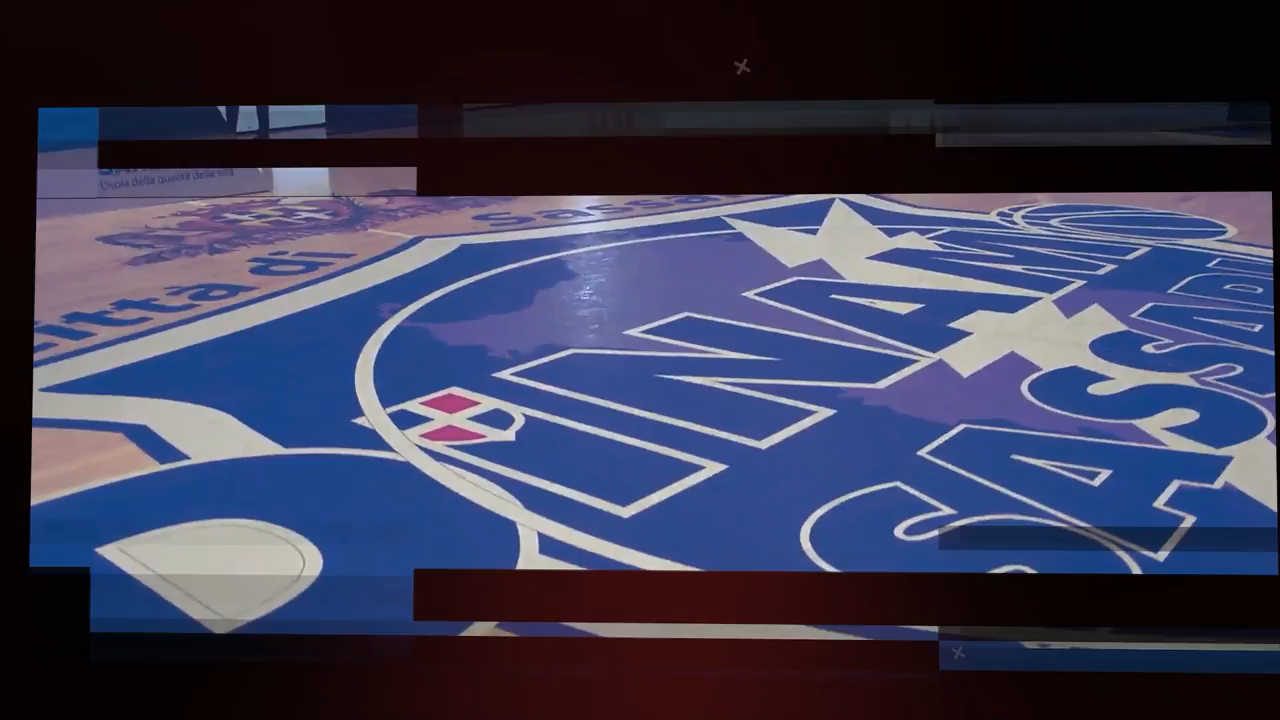 L'isola della qualità della vita
Città di Sassari
DINAMO
SASSARI